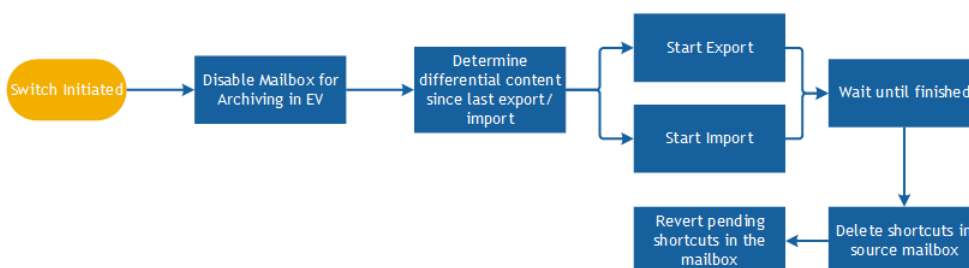 Switch Initiated
Disable Mailbox for
Archiving in EV
Determine
differential content
since last export/
import
Start Export
Start Import
Wait until finished
Delete shortcuts in
source mailbox
Revert pending
shortcuts in the
mailbox